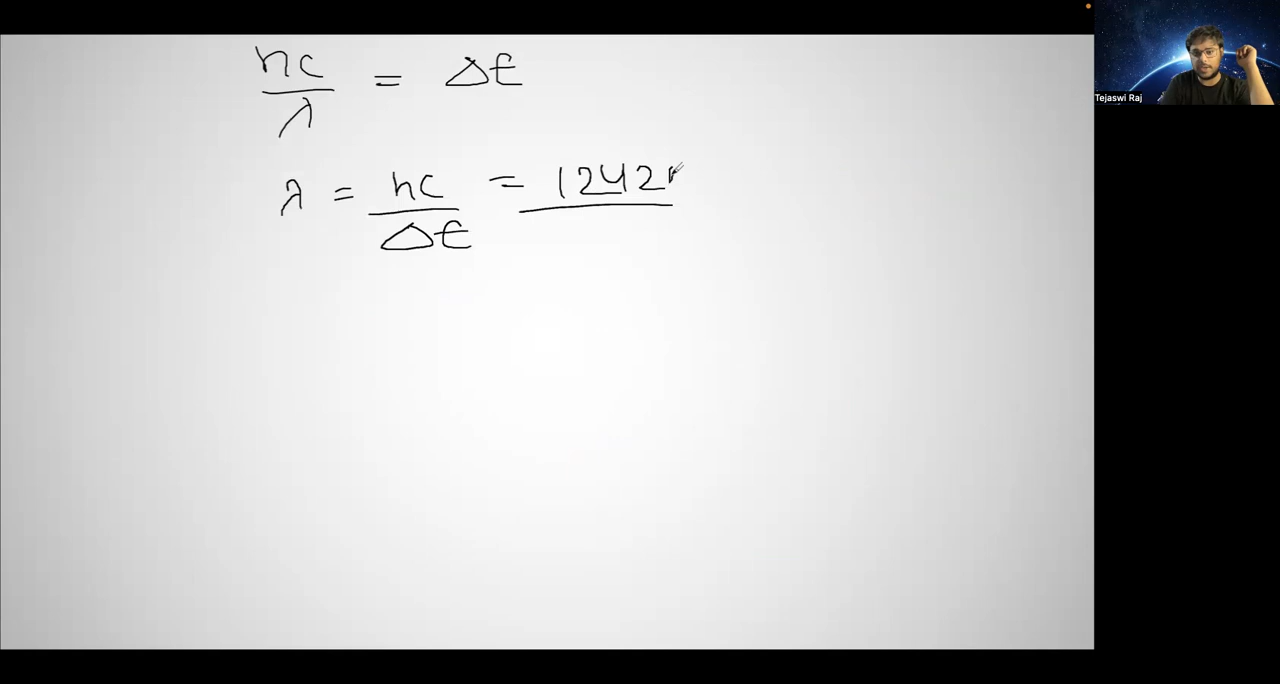 hc/λ = ΔE
λ = hc/ΔE = 1242
Tejaswi Raj